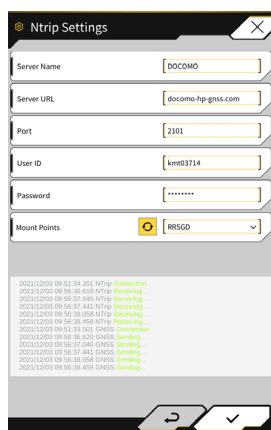 Ntrip Settings
Server Name DOCOMO
Server URL docomo-hp-gnss.com
Port 2101
User ID kmt03714
Password ********
Mount Points RRSGD
2021/12/03 09:51:34.351 NTrip Connection
2021/12/03 09:56:36.619 NTrip Receiving...
2021/12/03 09:56:37.040 NTrip Receiving...
2021/12/03 09:56:37.441 NTrip Receiving...
2021/12/03 09:56:38.058 NTrip Receiving...
2021/12/03 09:56:38.458 NTrip Receiving...
2021/12/03 09:51:33.501 GNSS Connection
2021/12/03 09:56:36.620 GNSS Sending...
2021/12/03 09:56:37.040 GNSS Sending...
2021/12/03 09:56:37.441 GNSS Sending...
2021/12/03 09:56:38.058 GNSS Sending...
2021/12/03 09:56:38.459 GNSS Sending...